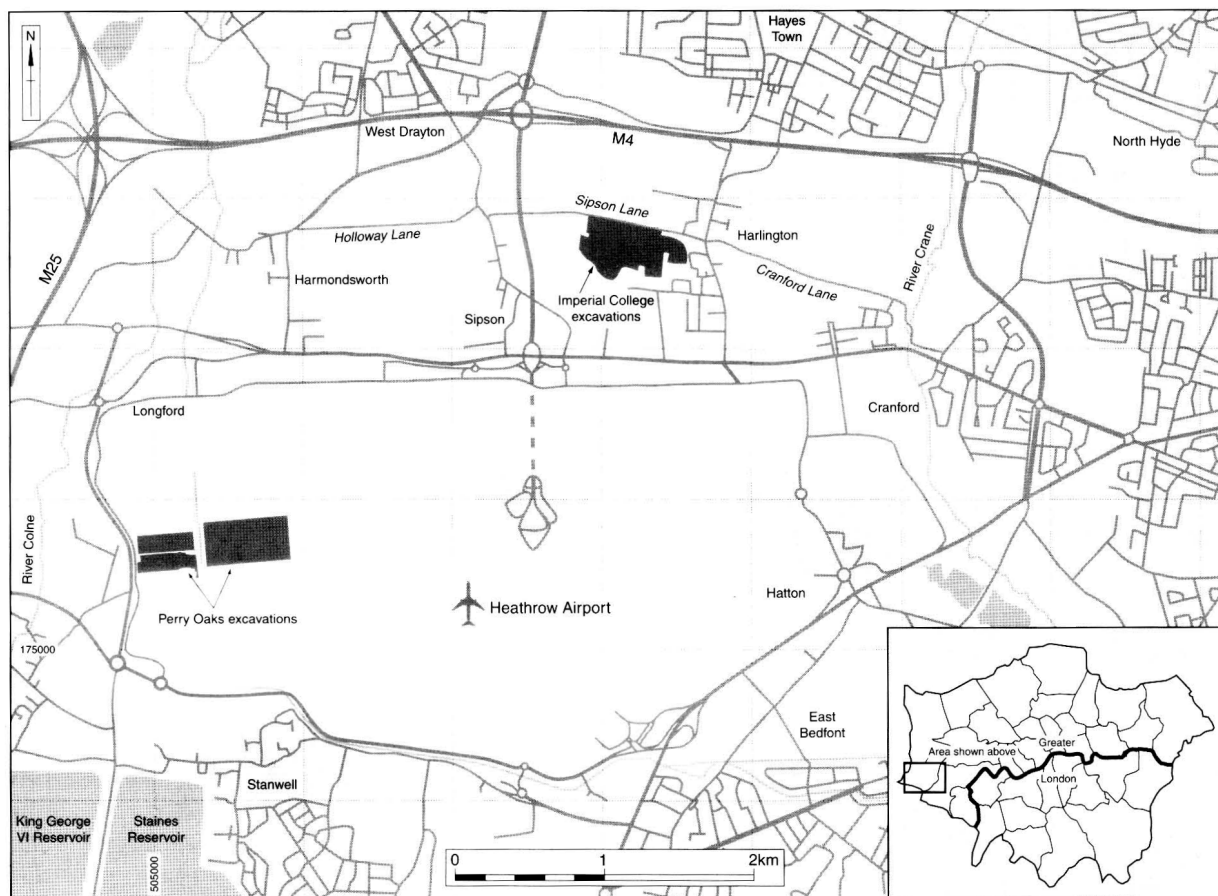 N
Hayes
Town
West Drayton
M4
North Hyde
Sipson Lane
Holloway Lane
Harlington
River Crane
M25
Harmondsworth
Cranford Lane
Imperial College
excavations
Sipson
Longford
Cranford
River Colne
Perry Oaks excavations
Heathrow Airport
Hatton
175000
East
Bedfont
Stanwell
King George
VI Reservoir
Staines
Reservoir
505000
0
1
2km
Area shown above
Greater
London